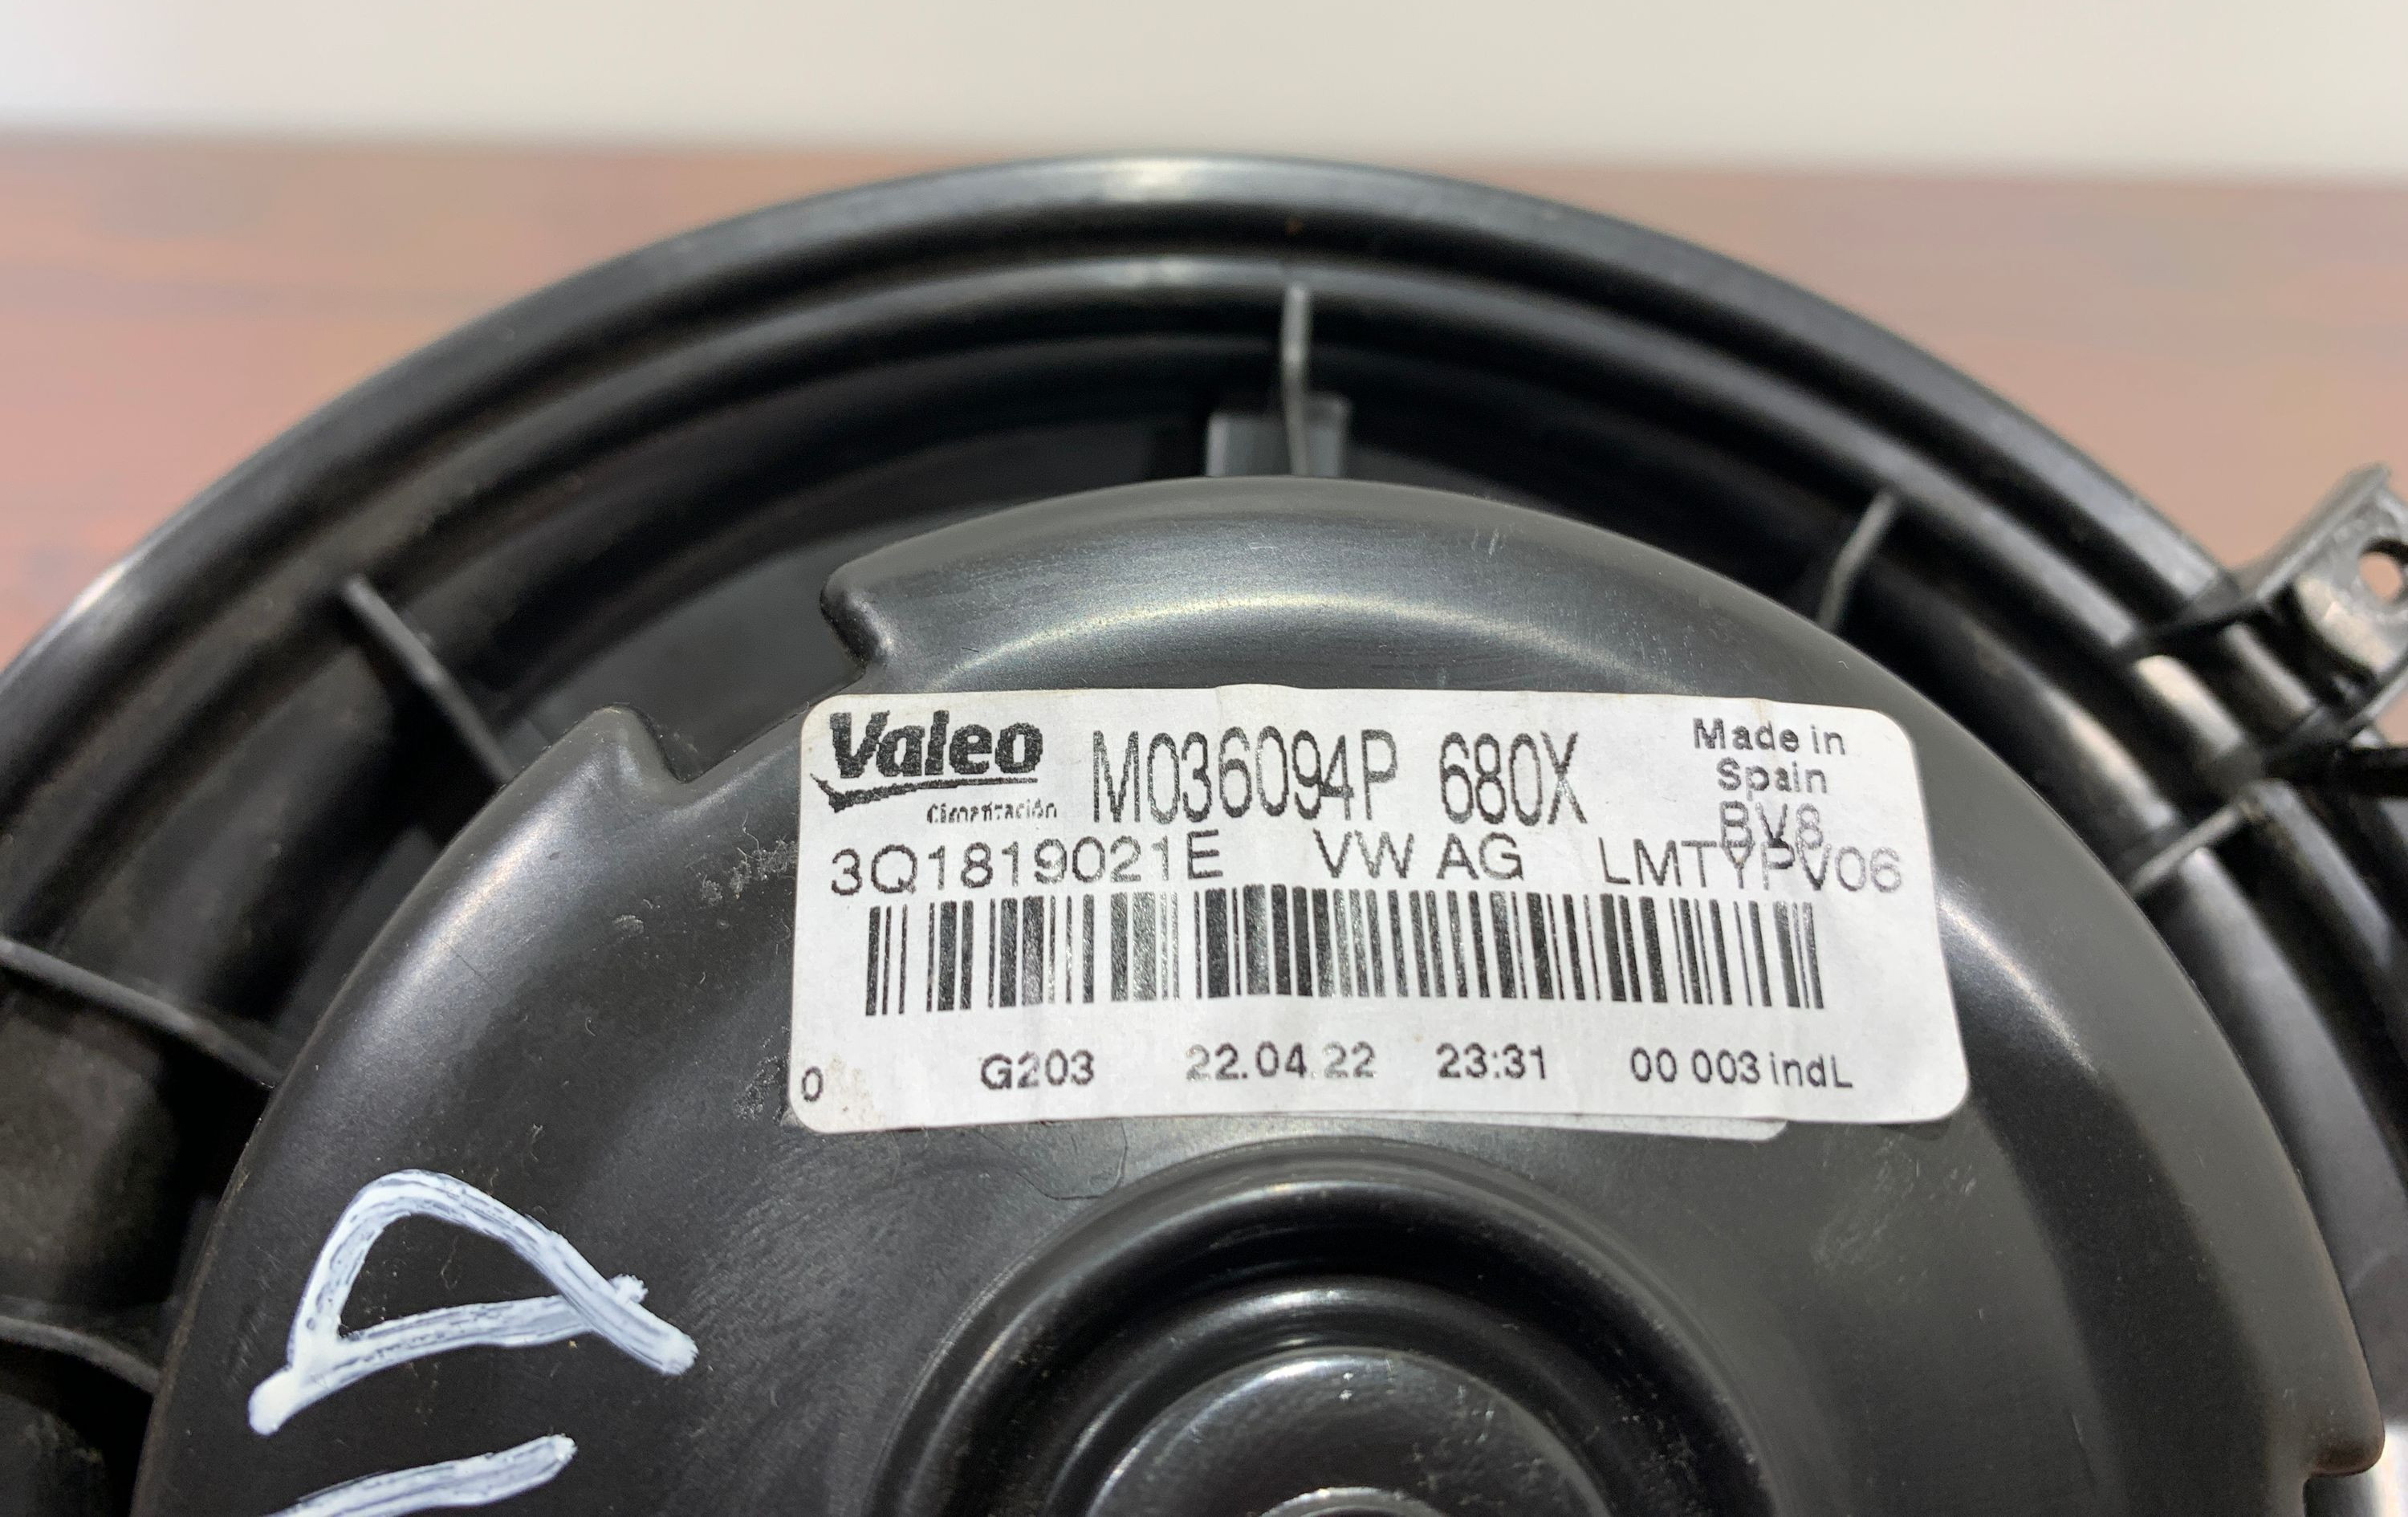 Valeo M036094P 680X Made in
Spain
Climatización
BV8
3Q1819021E VW AG LMTYPV06
0 G203 22.04.22 23:31 00 003 indL